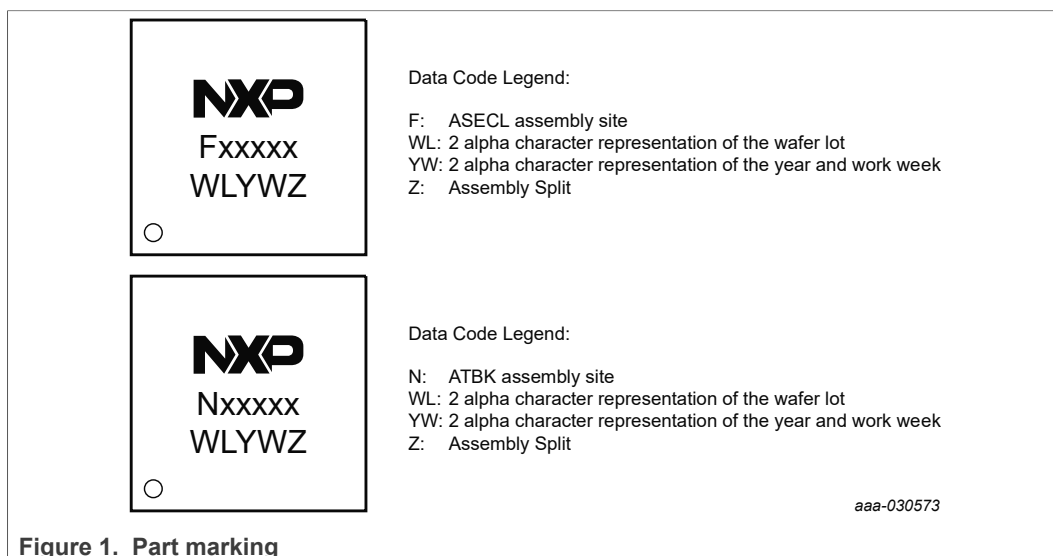 NXP
Fxxxxx
WLYWZ
Data Code Legend:
F: ASECL assembly site
WL: 2 alpha character representation of the wafer lot
YW: 2 alpha character representation of the year and work week
Z: Assembly Split
NXP
Nxxxxx
WLYWZ
Data Code Legend:
N: ATBK assembly site
WL: 2 alpha character representation of the wafer lot
YW: 2 alpha character representation of the year and work week
Z: Assembly Split
aaa-030573
Figure 1. Part marking